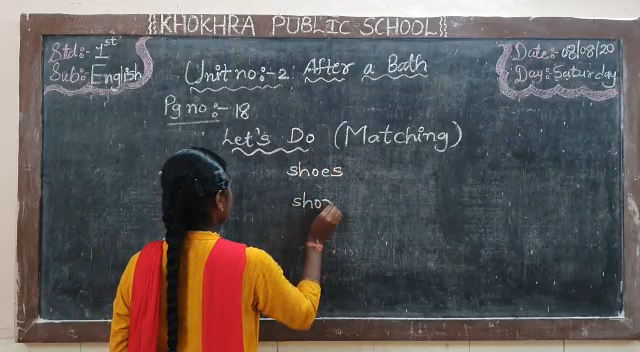 KHOKHRA PUBLIC SCHOOL
Std:- 1st
Sub:- English
Date:- 08/08/20
Day:- Saturday
Unit no:-2 After a Bath
Pg no:- 18
Let's Do (Matching)
shoes
sho